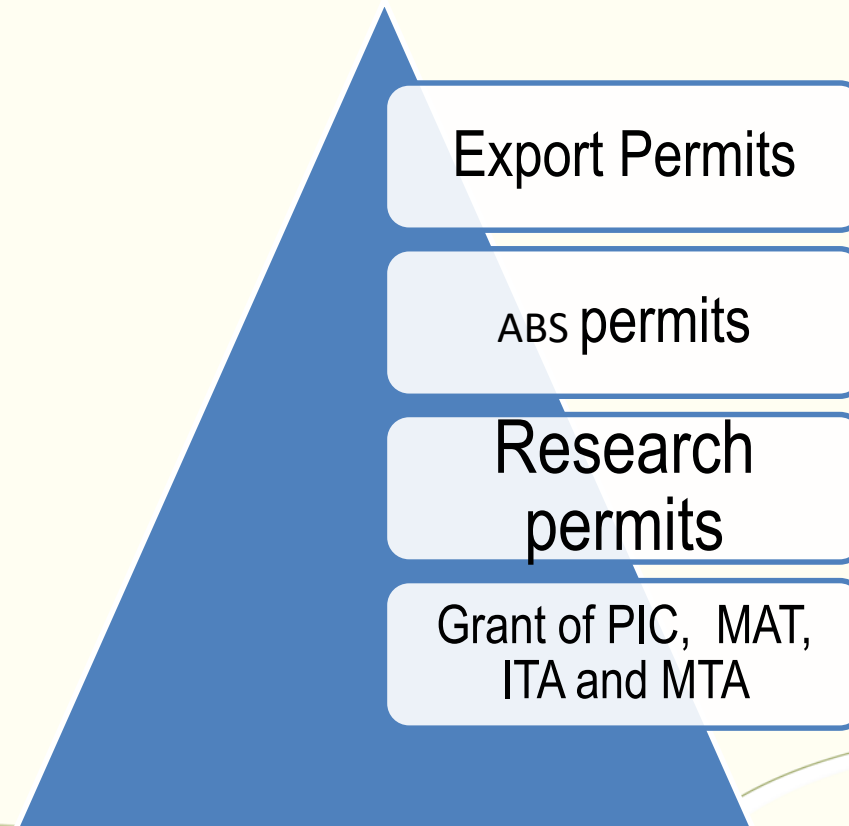 Export Permits
ABS permits
Research
permits
Grant of PIC, MAT,
ITA and MTA